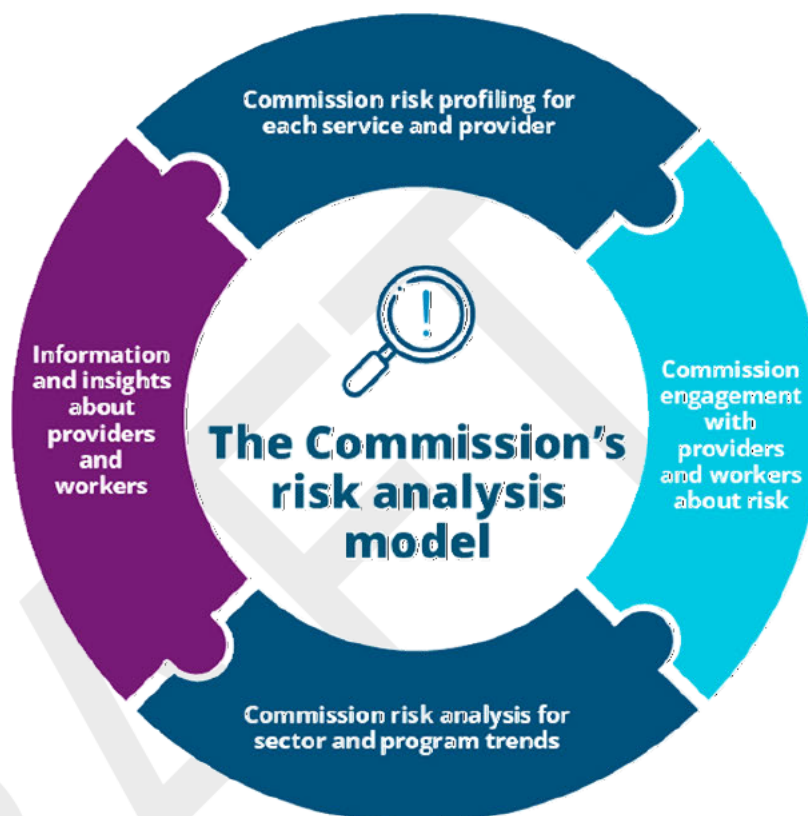 Commission risk profiling for
each service and provider
Information
and insights
about
providers
and
workers
The Commission's
risk analysis
model
Commission
engagement
with
providers
and workers
about risk
Commission risk analysis for
sector and program trends